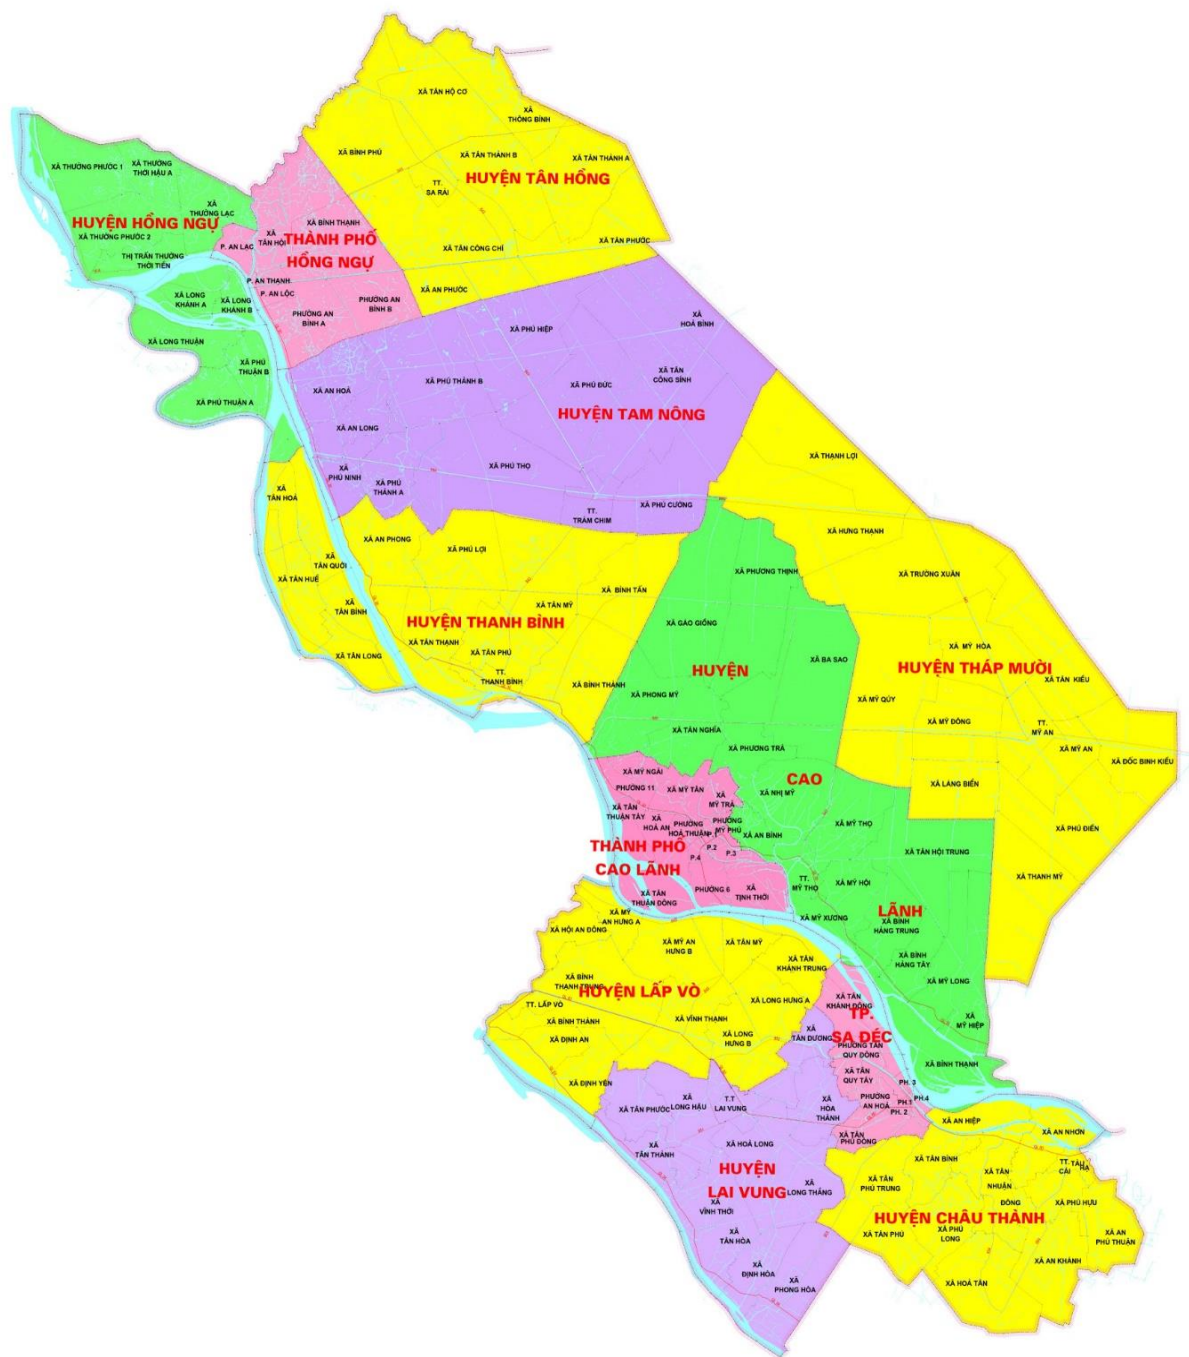 XÃ TÂN HỘ CƠ
XÃ
THÔNG BÌNH
XÃ BÌNH PHÚ
XÃ TÂN THÀNH B
XÃ TÂN THÀNH A
HUYỆN TÂN HỒNG
TT.
SA RÀI
XÃ TÂN CÔNG CHÍ
XÃ TÂN PHƯỚC
XÃ AN PHƯỚC
XÃ THƯỜNG PHƯỚC 1
XÃ THƯỜNG
THỚI HẬU A
XÃ
THƯỜNG LẠC
HUYỆN HỒNG NGỰ
XÃ THƯỜNG PHƯỚC 2
THỊ TRẤN THƯỜNG
THỚI TIỀN
XÃ LONG
KHÁNH A
XÃ LONG
KHÁNH B
XÃ LONG THUẬN
XÃ PHÚ
THUẬN B
XÃ PHÚ THUẬN A
XÃ BÌNH THẠNH
XÃ
TÂN HỘI
THÀNH PHỐ
HỒNG NGỰ
P. AN LẠC
P. AN THẠNH
P. AN LỘC
PHƯỜNG AN
BÌNH A
PHƯỜNG AN
BÌNH B
XÃ PHÚ HIỆP
XÃ
HOÀ BÌNH
XÃ AN HOÀ
XÃ PHÚ THÀNH B
XÃ PHÚ ĐỨC
XÃ TÂN
CÔNG SÍNH
HUYỆN TAM NÔNG
XÃ AN LONG
XÃ
PHÚ NINH
XÃ PHÚ
THÀNH A
XÃ PHÚ THỌ
TT.
TRÀM CHIM
XÃ PHÚ CƯỜNG
XÃ
TÂN HOÀ
XÃ AN PHONG
XÃ PHÚ LỢI
XÃ
TÂN QUỚI
XÃ TÂN HUỀ
XÃ
TÂN BÌNH
XÃ TÂN LONG
XÃ TÂN MỸ
XÃ BÌNH TẤN
HUYỆN THANH BÌNH
XÃ TÂN THẠNH
XÃ TÂN PHÚ
TT.
THANH BÌNH
XÃ BÌNH THÀNH
XÃ THẠNH LỢI
XÃ HƯNG THẠNH
XÃ TRƯỜNG XUÂN
XÃ MỸ HÒA
HUYỆN THÁP MƯỜI
XÃ TÂN KIỀU
XÃ MỸ QÚY
XÃ MỸ ĐÔNG
TT.
MỸ AN
XÃ MỸ AN
XÃ ĐỐC BINH KIỀU
XÃ LÁNG BIỂN
XÃ PHÚ ĐIỀN
XÃ THANH MỸ
XÃ PHƯƠNG THỊNH
XÃ GÁO GIỒNG
XÃ BA SAO
HUYỆN
XÃ PHONG MỸ
XÃ TÂN NGHĨA
XÃ PHƯƠNG TRÀ
CAO
XÃ NHỊ MỸ
XÃ AN BÌNH
XÃ MỸ THỌ
XÃ TÂN HỘI TRUNG
TT.
MỸ THỌ
XÃ MỸ HỘI
LÃNH
XÃ MỸ XƯƠNG
XÃ BÌNH
HÀNG TRUNG
XÃ BÌNH
HÀNG TÂY
XÃ MỸ LONG
XÃ
MỸ HIỆP
XÃ BÌNH THẠNH
XÃ MỸ NGÃI
PHƯỜNG 11
XÃ MỸ TÂN
XÃ
MỸ TRÀ
XÃ TÂN
THUẬN TÂY
XÃ
HOÀ AN
PHƯỜNG
HOÀ THUẬN
PHƯỜNG
MỸ PHÚ
P.1
P.2
P.3
P.4
THÀNH PHỐ
CAO LÃNH
XÃ TÂN
THUẬN ĐÔNG
PHƯỜNG 6
XÃ
TỊNH THỚI
XÃ MỸ
AN HƯNG A
XÃ HỘI AN ĐÔNG
XÃ MỸ AN
HƯNG B
XÃ TÂN MỸ
XÃ TÂN
KHÁNH TRUNG
XÃ BÌNH
THẠNH TRUNG
HUYỆN LẤP VÒ
TT. LẤP VÒ
XÃ LONG HƯNG A
XÃ BÌNH THÀNH
XÃ VĨNH THẠNH
XÃ ĐỊNH AN
XÃ LONG
HƯNG B
XÃ ĐỊNH YÊN
XÃ TÂN
KHÁNH ĐÔNG
TP.
SA ĐÉC
PHƯỜNG TÂN
QUY ĐÔNG
XÃ TÂN
QUY TÂY
PHƯỜNG
AN HOÀ
PH. 3
PH.4
PH.1
PH. 2
XÃ TÂN
PHÚ ĐÔNG
XÃ
TÂN DƯƠNG
XÃ TÂN PHƯỚC
XÃ
LONG HẬU
T.T
LAI VUNG
XÃ
HÒA
THÀNH
XÃ
TÂN THÀNH
XÃ HOÀ LONG
HUYỆN
LAI VUNG
XÃ
LONG THẮNG
XÃ
VĨNH THỚI
XÃ
TÂN HÒA
XÃ
ĐỊNH HÒA
XÃ
PHONG HÒA
XÃ AN HIỆP
XÃ AN NHƠN
XÃ TÂN BÌNH
XÃ TÂN
NHUẬN
ĐÔNG
TT.
CÁI
TÀU
HẠ
XÃ TÂN
PHÚ TRUNG
XÃ PHÚ HỰU
HUYỆN CHÂU THÀNH
XÃ TÂN PHÚ
XÃ PHÚ
LONG
XÃ AN
PHÚ THUẬN
XÃ AN KHÁNH
XÃ HOÀ TÂN